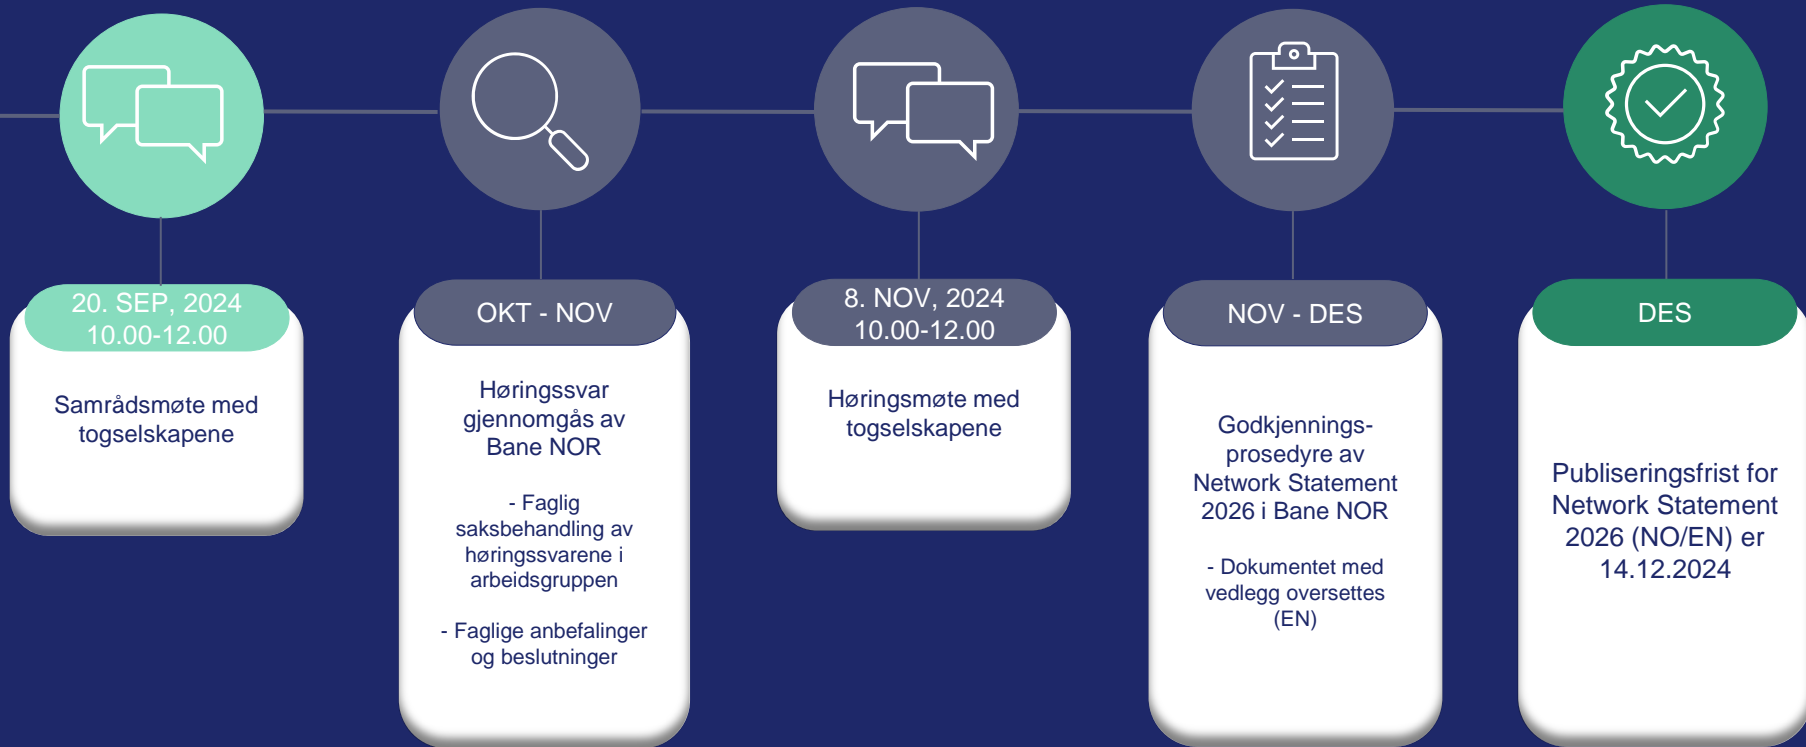 20. SEP, 2024
10.00-12.00
Samrådsmøte med
togselskapene
OKT - NOV
Høringssvar
gjennomgås av
Bane NOR
- Faglig
saksbehandling av
høringssvarene i
arbeidsgruppen
- Faglige anbefalinger
og beslutninger
8. NOV, 2024
10.00-12.00
Høringsmøte med
togselskapene
NOV - DES
Godkjennings-
prosedyre av
Network Statement
2026 i Bane NOR
- Dokumentet med
vedlegg oversettes
(EN)
DES
Publiseringsfrist for
Network Statement
2026 (NO/EN) er
14.12.2024